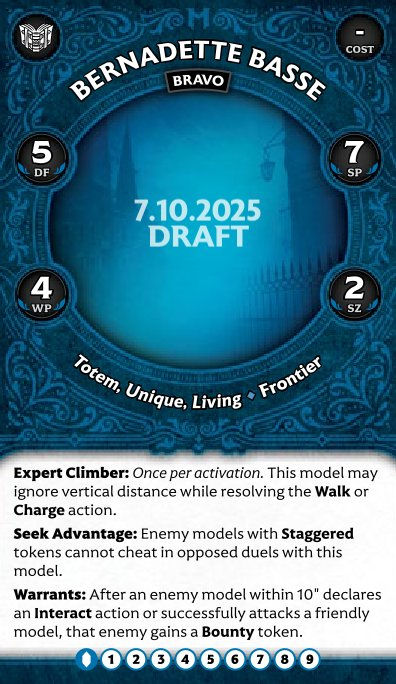 -
COST
BERNADETTE BASSE
BRAVO
5
DF
7
SP
7.10.2025
DRAFT
4
WP
2
SZ
Totem, Unique, Living ♦ Frontier
Expert Climber: Once per activation. This model may
ignore vertical distance while resolving the Walk or
Charge action.
Seek Advantage: Enemy models with Staggered
tokens cannot cheat in opposed duels with this
model.
Warrants: After an enemy model within 10" declares
an Interact action or successfully attacks a friendly
model, that enemy gains a Bounty token.
1 2 3 4 5 6 7 8 9